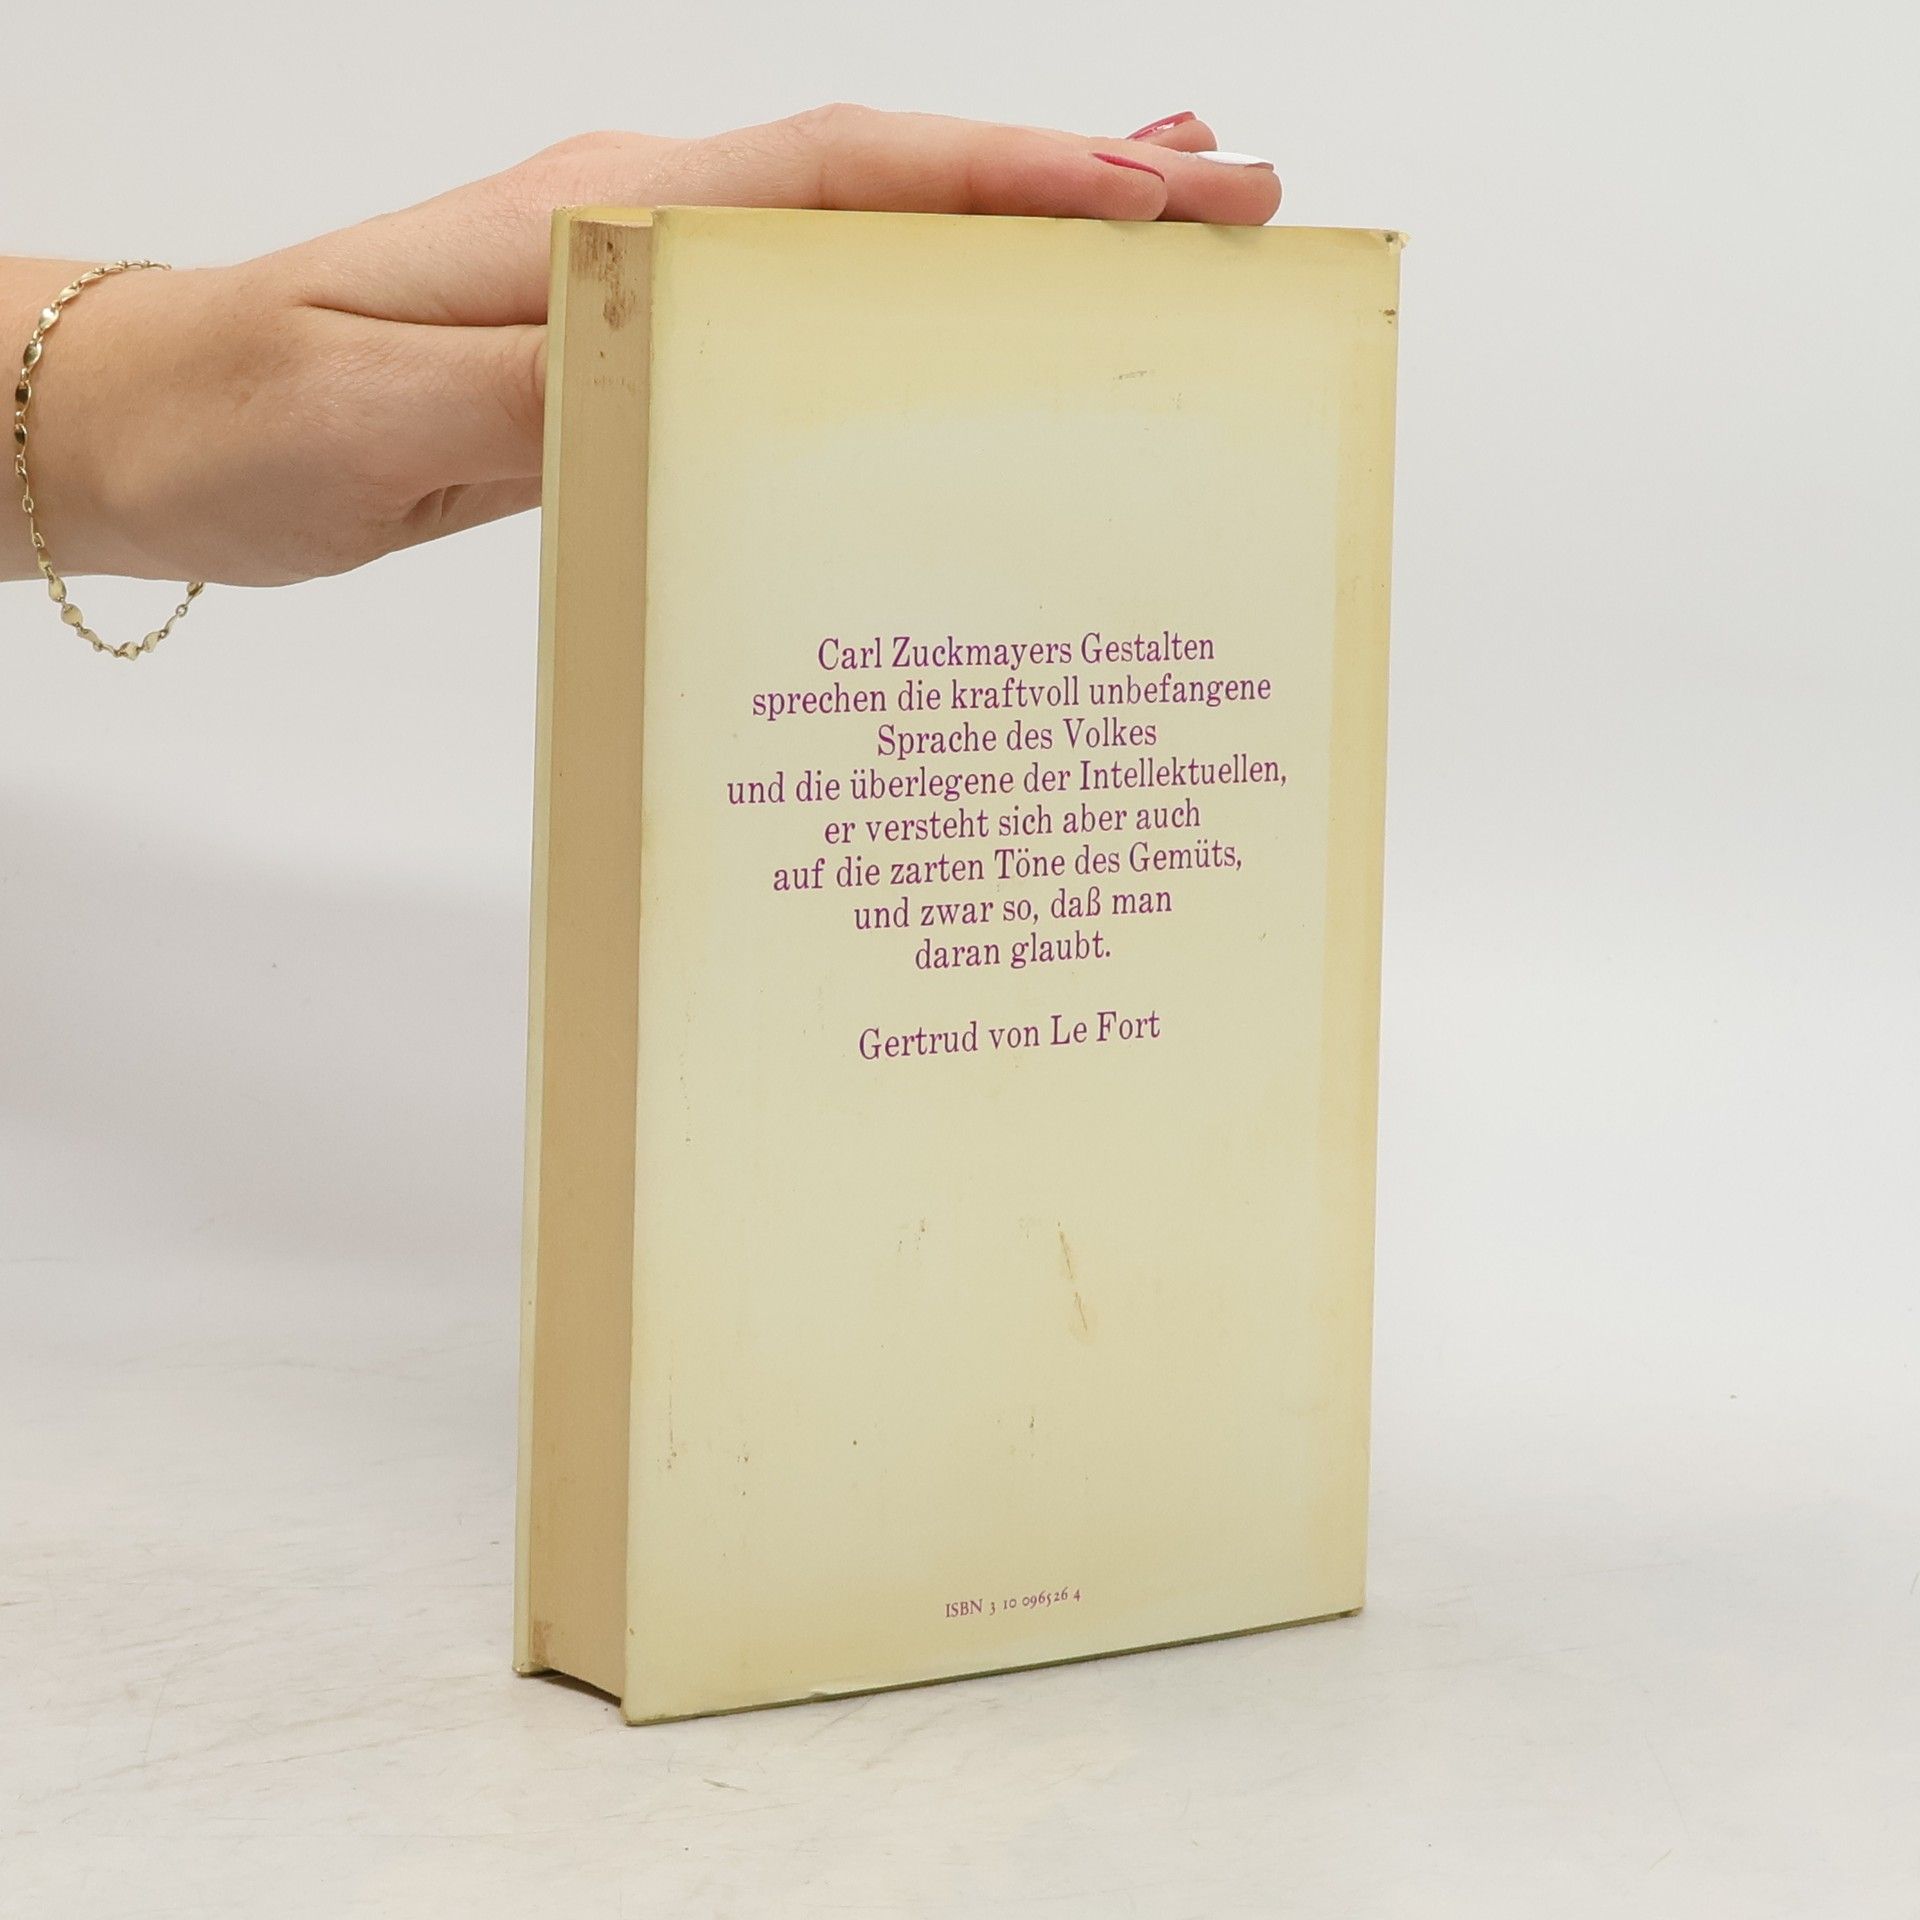 Carl Zuckmayers Gestalten
sprechen die kraftvoll unbefangene
Sprache des Volkes
und die überlegene der Intellektuellen,
er versteht sich aber auch
auf die zarten Töne des Gemüts,
und zwar so, daß man
daran glaubt.
Gertrud von Le Fort
ISBN 3 10 096526 4